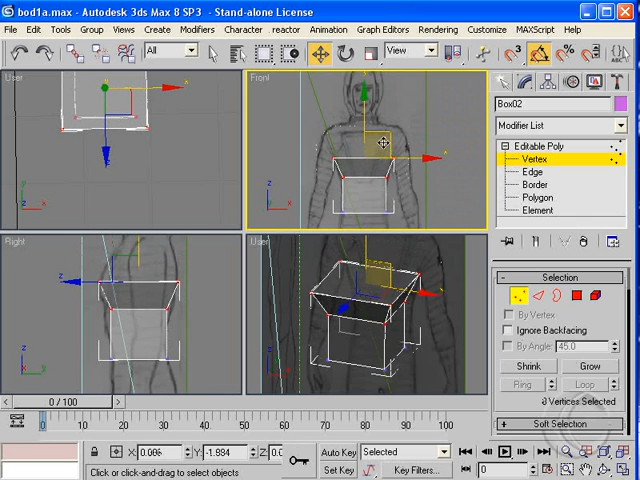 bod1a.max - Autodesk 3ds Max 8 SP3 - Stand-alone License
File Edit Tools Group Views Create Modifiers Character reactor Animation Graph Editors Rendering Customize MAXScript Help
All View
User
Front
Right
User
Box02
Modifier List
Editable Poly
Vertex
Edge
Border
Polygon
Element
Selection
By Vertex
Ignore Backfacing
By Angle: 45.0
Shrink Grow
Ring Loop
Vertices Selected
Soft Selection
0 / 100
0 10 20 30 40 50 60 70 80 90 100
X: 0.086 Y: -1.984 Z:
Click or click-and-drag to select objects
Auto Key Selected
Set Key Key Filters...
0